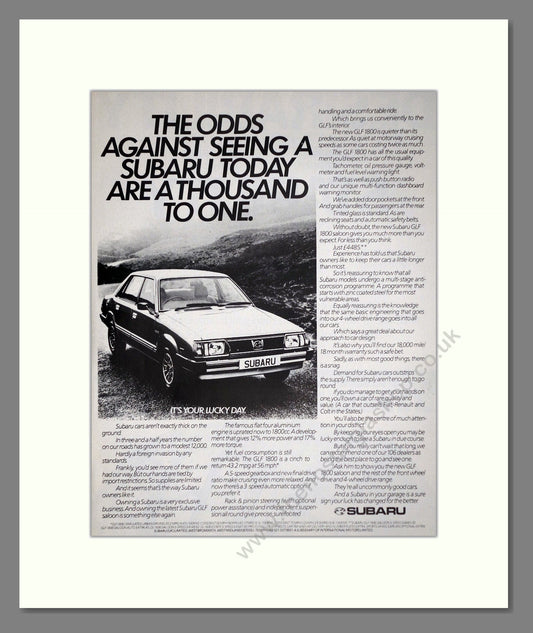 THE ODDS
AGAINST SEEING A
SUBARU TODAY
ARE A THOUSAND
TO ONE.
SUBARU
IT'S YOUR LUCKY DAY.
Subaru cars aren't exactly thick on the
ground.
In three and a half years the number
on our roads has grown to a modest 12,000.
Hardly a foreign invasion by any
standards.
Frankly, you'd see more of them if we
had our way. But our hands are tied by
import restrictions. So supplies are limited.
And it seems that's the way Subaru
owners like it.
Owning a Subaru is a very exclusive
business. And owning the latest Subaru GLF
saloon is something else again.
The famous flat four aluminium
engine is uprated now to 1800cc. A develop-
ment that gives 12% more power and 17%
more torque.
Yet fuel consumption is still
remarkable. The GLF 1800 is a cinch to
return 43.2 mpg at 56 mph*
A 5-speed gearbox and new final drive
ratio make cruising even more relaxed. And
now there's a 3-speed automatic option if
you prefer it.
Rack & pinion steering (with optional
power assistance) and independent suspen-
sion all round give precise, surefooted
handling and a comfortable ride.
Which brings us conveniently to the
GLF's interior.
The new GLF 1800 is quieter than its
predecessor. As quiet at motorway cruising
speeds as some cars costing twice as much.
The GLF 1800 has all the usual equip-
ment you'd expect in a car of this quality.
Tachometer, oil pressure gauge, volt-
meter and fuel level warning light.
That's as well as push button radio
and our unique multi-function dashboard
warning monitor.
We've added door pockets at the front.
And grab handles for passengers at the rear.
Tinted glass is standard. As are
reclining seats and automatic safety belts.
Without doubt, the new Subaru GLF
1800 saloon gives you much more than you
expect. For less than you think.
Just £4485.**
Experience has told us that Subaru
owners like to keep their cars a little longer
than most.
So it's reassuring to know that all
Subaru models undergo a multi-stage anti-
corrosion programme. A programme that
starts with zinc coated steel for the most
vulnerable areas.
Equally reassuring is the knowledge
that the same basic engineering that goes
into our 4-wheel drive range goes into all
our cars.
Which says a great deal about our
approach to car design.
It's also why you'll find our 18,000 mile/
18 month warranty such a safe bet.
Sadly, as with most good things, there
is a snag.
Demand for Subaru cars outstrips
the supply. There simply aren't enough to go
round.
If you do manage to get your hands on
one, you'll own a car of rare quality and
value. (A car that outsells both Renault and
Colt in the States.)
You'll also be the centre of much atten-
tion in your district.
By keeping your eyes open you may be
lucky enough to see a Subaru in due course.
But if you really can't wait that long, we
can recommend one of our 106 dealers as
being the best place to go and see one.
Ask him to show you the new GLF
1800 saloon and the rest of the front wheel
drive and 4-wheel drive range.
They're all uncommonly good cars.
And a Subaru in your garage is a sure
sign your luck has changed for the better.
SUBARU